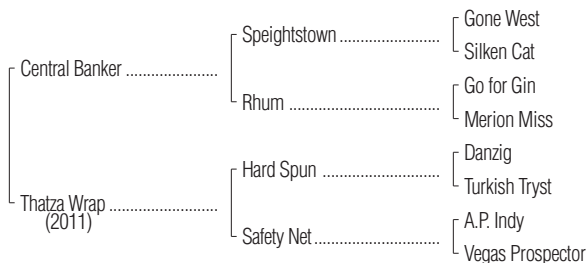 Gone West
Speightstown
Silken Cat
Central Banker
Go for Gin
Rhum
Merion Miss
Danzig
Hard Spun
Turkish Tryst
Thatza Wrap
(2011)
A.P. Indy
Safety Net
Vegas Prospector